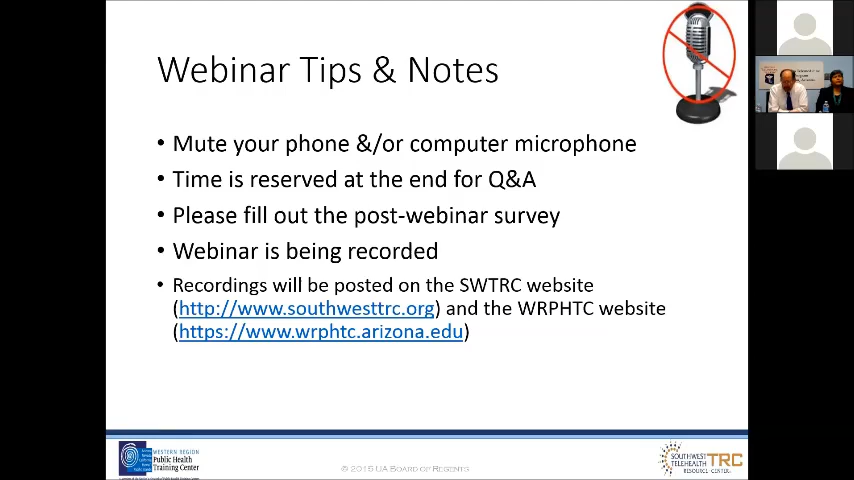 Webinar Tips & Notes
• Mute your phone &/or computer microphone
• Time is reserved at the end for Q&A
• Please fill out the post-webinar survey
• Webinar is being recorded
• Recordings will be posted on the SWTRC website
(http://www.southwesttrc.org) and the WRPHTC website
(https://www.wrphtc.arizona.edu)
WESTERN REGION
Public Health
Training Center
© 2015 UA Board of Regents
SOUTHWEST
TELEHEALTH
RESOURCE CENTER
TRC